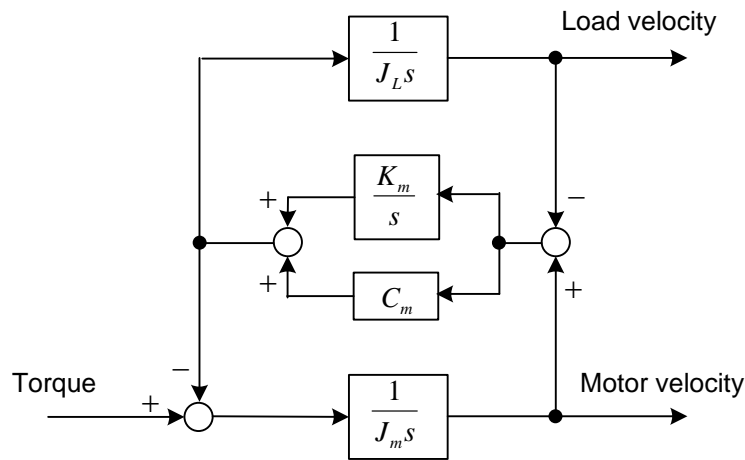 Load velocity
1
J_L s
K_m
s
+
−
+
C_m
+
−
Torque
+
1
J_m s
Motor velocity